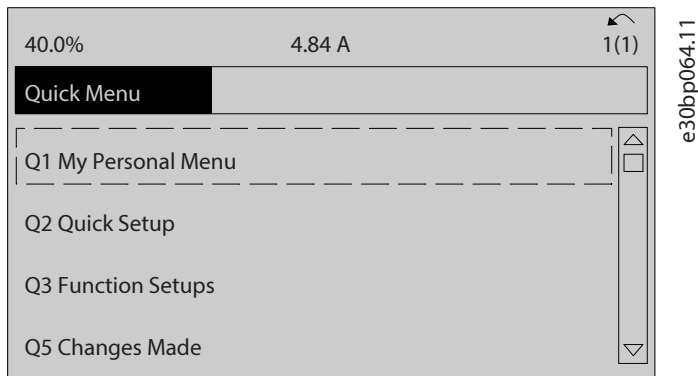 40.0% 4.84 A 1(1)
Quick Menu
Q1 My Personal Menu
Q2 Quick Setup
Q3 Function Setups
Q5 Changes Made
e30bp064.11